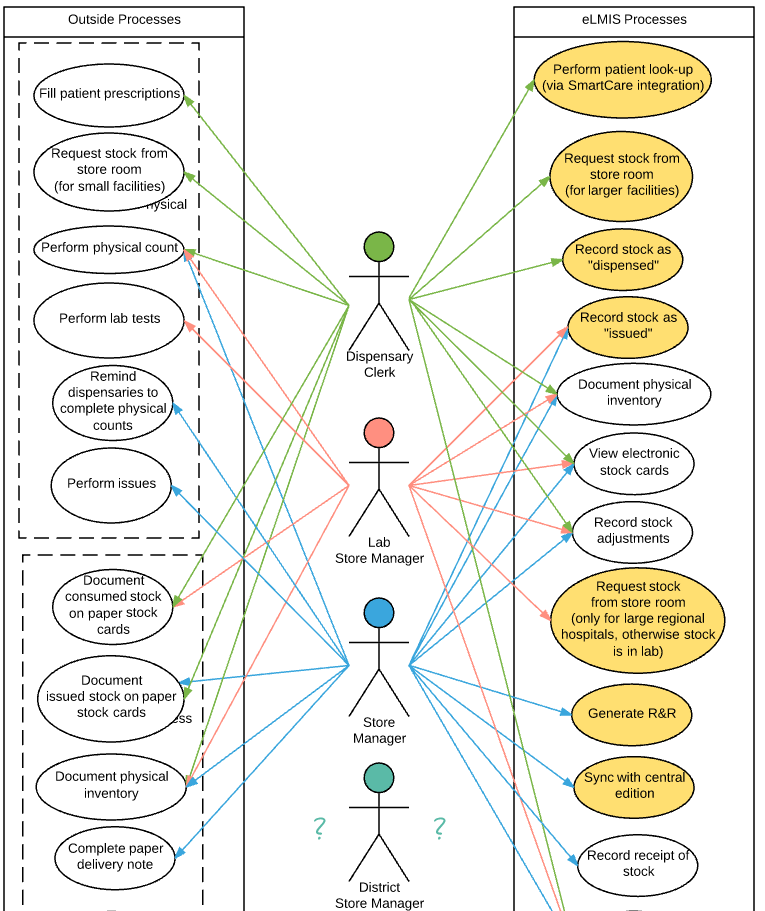 Outside Processes
Fill patient prescriptions
Request stock from
store room
(for small facilities)
Perform physical count
Perform lab tests
Remind
dispensaries to
complete physical
counts
Perform issues
Document
consumed stock
on paper stock
cards
Document
issued stock on paper
stock cards
Document physical
inventory
Complete paper
delivery note
Dispensary
Clerk
Lab
Store Manager
Store
Manager
?
?
District
Store Manager
eLMIS Processes
Perform patient look-up
(via SmartCare integration)
Request stock from
store room
(for larger facilities)
Record stock as
"dispensed"
Record stock as
"issued"
Document physical
inventory
View electronic
stock cards
Record stock
adjustments
Request stock
from store room
(only for large regional
hospitals, otherwise stock
is in lab)
Generate R&R
Sync with central
edition
Record receipt of
stock